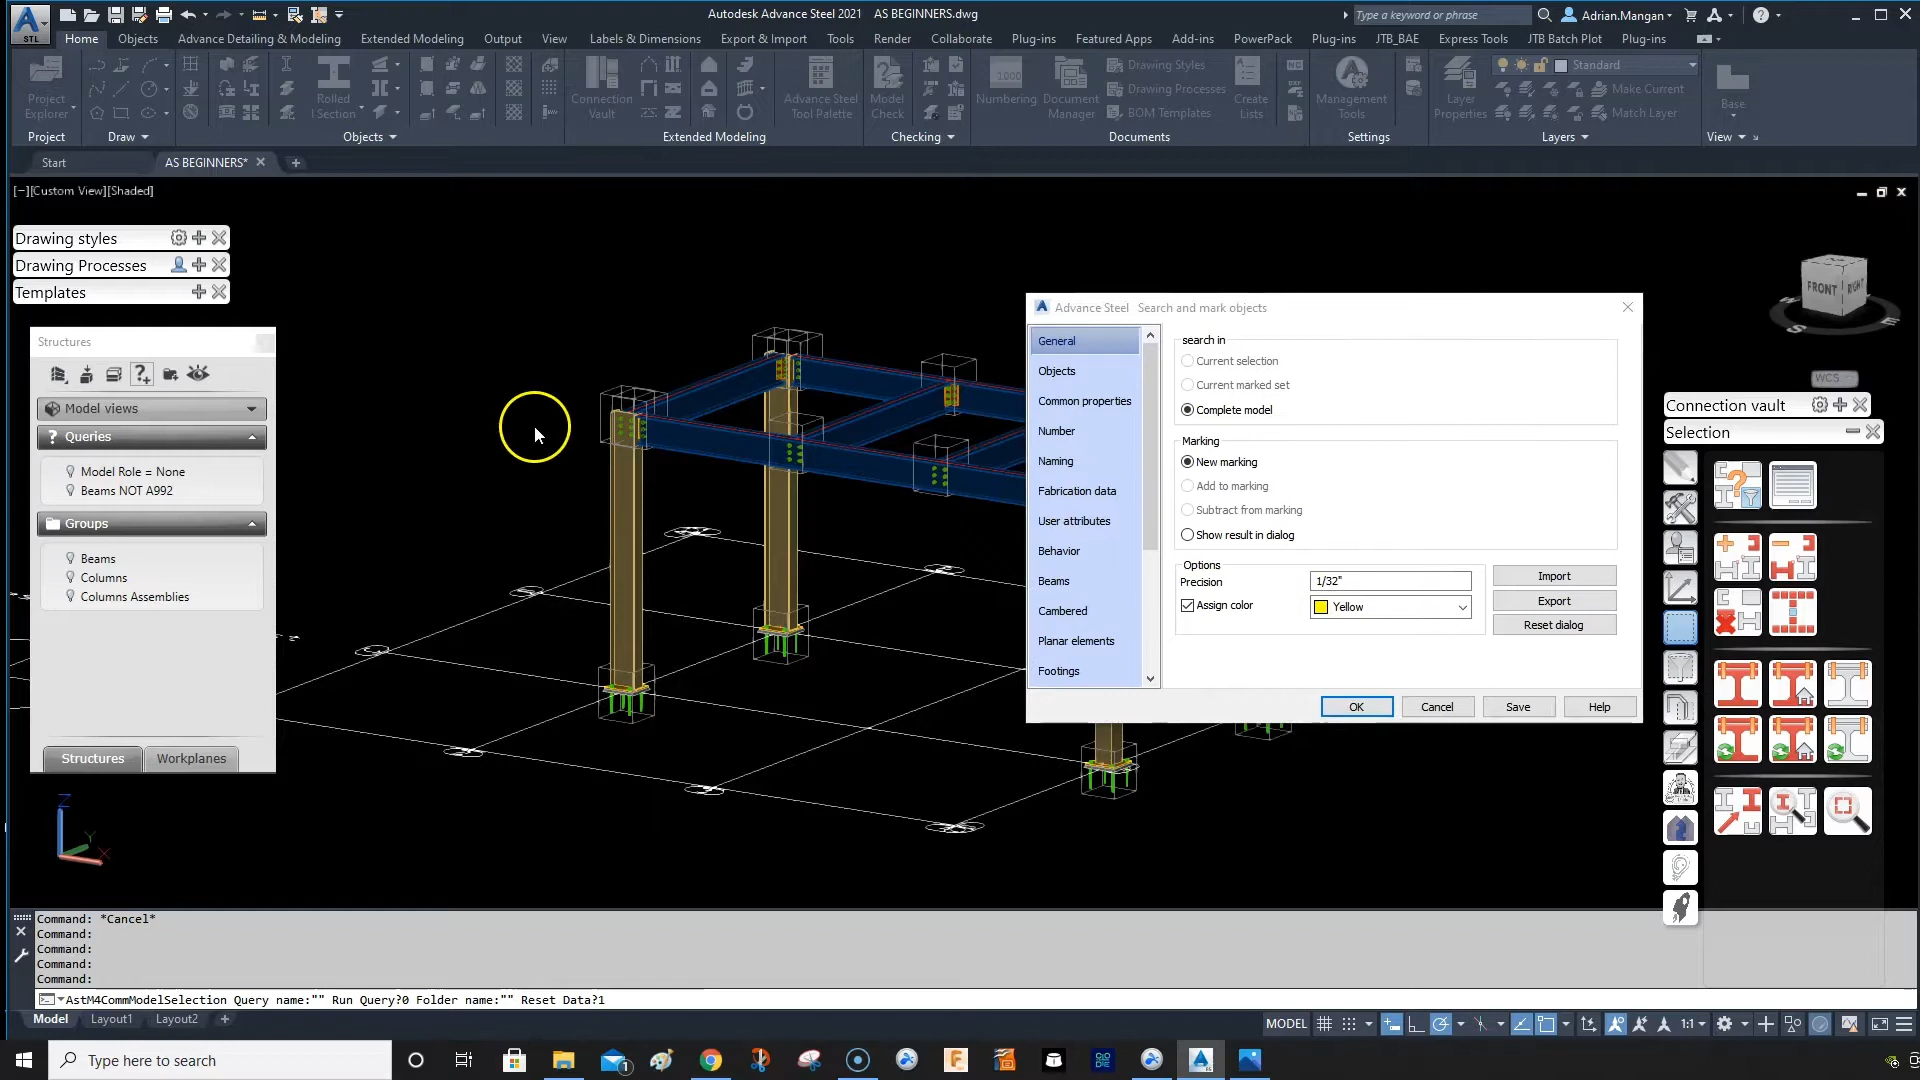 Autodesk Advance Steel 2021 AS BEGINNERS.dwg
Type a keyword or phrase
Adrian.Mangan
STL
Home Objects Advance Detailing & Modeling Extended Modeling Output View Labels & Dimensions Export & Import Tools Render Collaborate Plug-ins Featured Apps Add-ins PowerPack Plug-ins JTB_BAE Express Tools JTB Batch Plot Plug-ins
Project Explorer
Rolled I Section
Connection Vault
Advance Steel Tool Palette
Model Check
1000
Numbering
Document Manager
Drawing Styles
Drawing Processes
BOM Templates
Create Lists
Management Tools
Layer Properties
Standard
Make Current
Match Layer
Base
Project Draw Objects Extended Modeling Checking Documents Settings Layers View
Start AS BEGINNERS*
[−][Custom View][Shaded]
Drawing styles
Drawing Processes
Templates
Structures
Model views
Queries
Model Role = None
Beams NOT A992
Groups
Beams
Columns
Columns Assemblies
Structures Workplanes
Z
Y
X
Advance Steel Search and mark objects
General
Objects
Common properties
Number
Naming
Fabrication data
User attributes
Behavior
Beams
Cambered
Planar elements
Footings
search in
Current selection
Current marked set
Complete model
Marking
New marking
Add to marking
Subtract from marking
Show result in dialog
Options
Precision 1/32"
Assign color Yellow
Import
Export
Reset dialog
OK Cancel Save Help
FRONT RIGHT
S
WCS
Connection vault
Selection
Command: *Cancel*
Command:
Command:
Command:
Command:
AstM4CommModelSelection Query name:"" Run Query?0 Folder name:"" Reset Data?1
Model Layout1 Layout2
MODEL 1:1
Type here to search